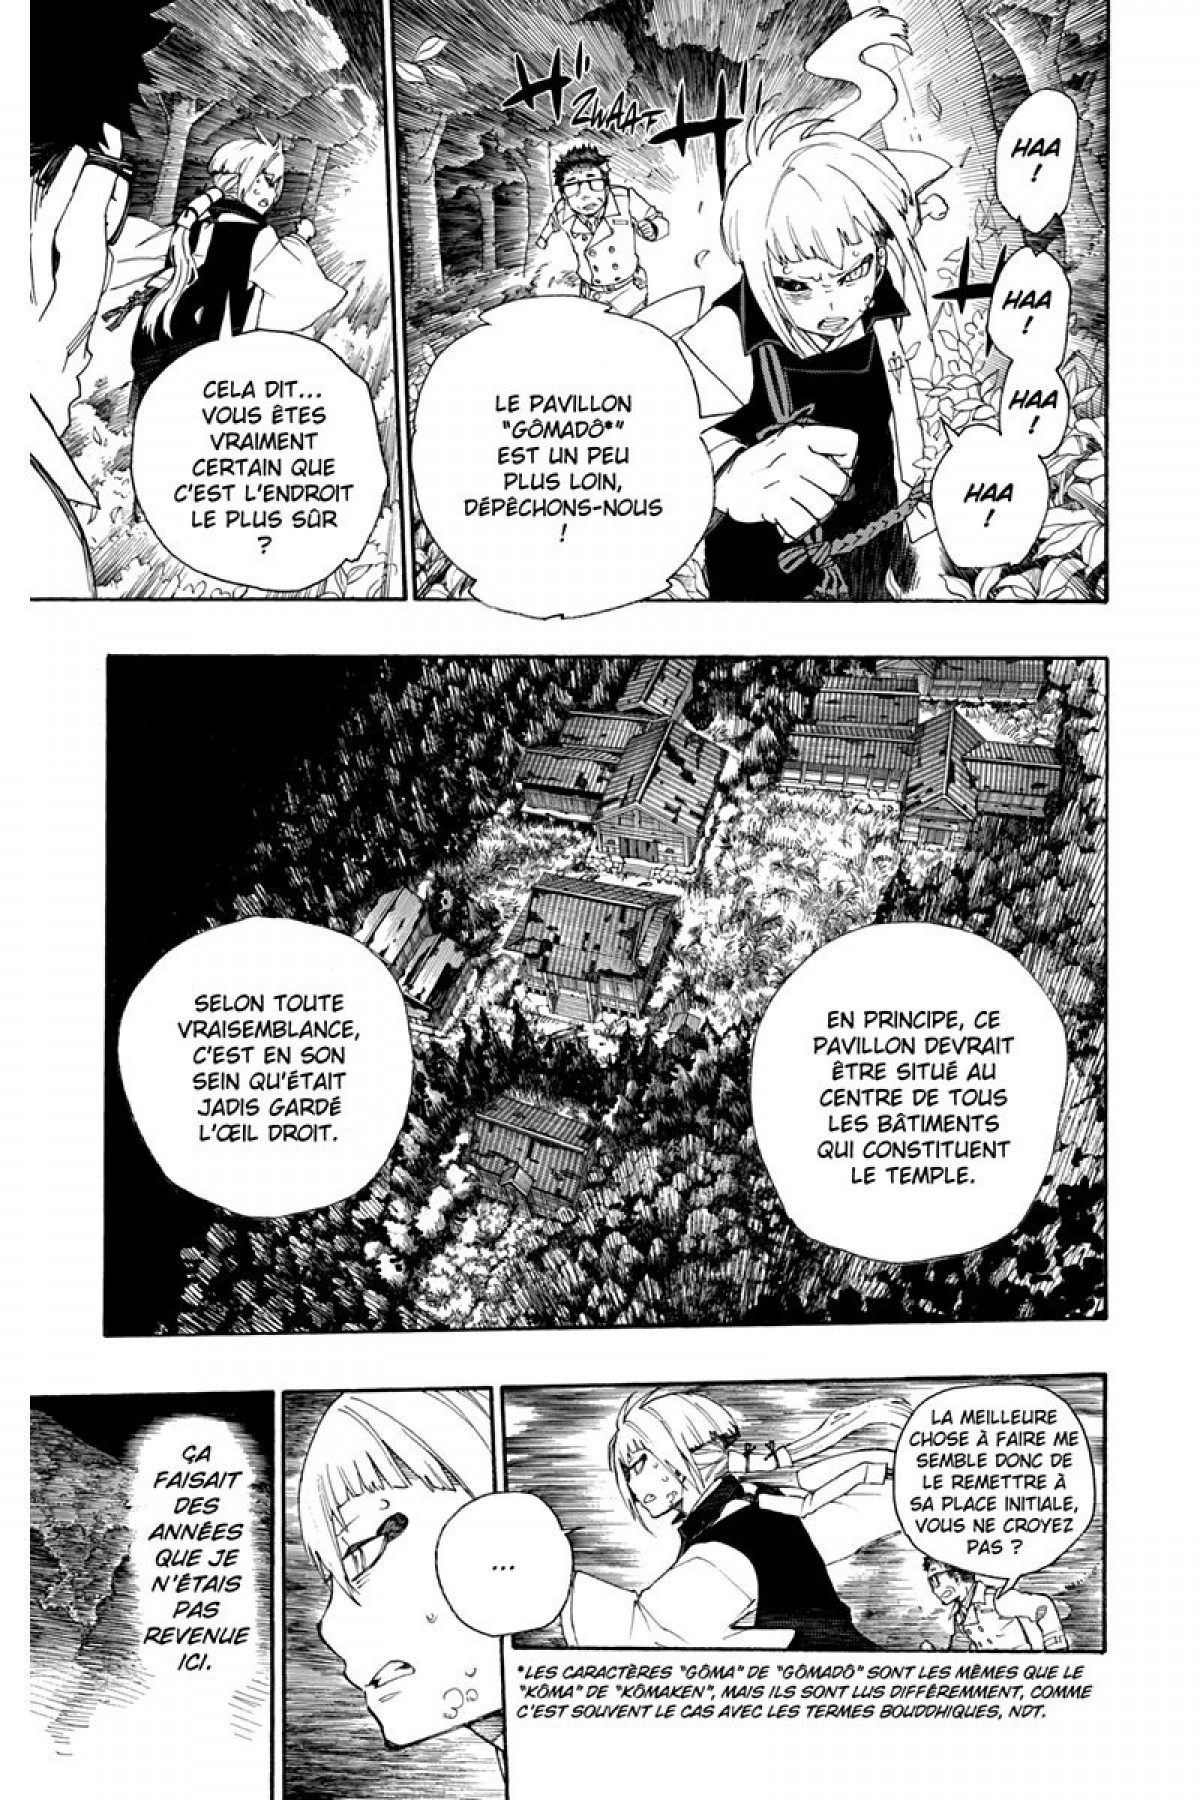 HAA
!
HAA
!
HAA
!
HAA
!
ZWAAF
LE PAVILLON
"GÔMADÔ*"
EST UN PEU
PLUS LOIN,
DÉPÊCHONS-NOUS
!
CELA DIT...
VOUS ÊTES
VRAIMENT
CERTAIN QUE
C'EST L'ENDROIT
LE PLUS SÛR
?
EN PRINCIPE, CE
PAVILLON DEVRAIT
ÊTRE SITUÉ AU
CENTRE DE TOUS
LES BÂTIMENTS
QUI CONSTITUENT
LE TEMPLE.
SELON TOUTE
VRAISEMBLANCE,
C'EST EN SON
SEIN QU'ÉTAIT
JADIS GARDÉ
L'ŒIL DROIT.
LA MEILLEURE
CHOSE À FAIRE ME
SEMBLE DONC DE
LE REMETTRE À
SA PLACE INITIALE,
VOUS NE CROYEZ
PAS ?
...
ÇA
FAISAIT
DES
ANNÉES
QUE JE
N'ÉTAIS
PAS
REVENUE
ICI.
*LES CARACTÈRES "GÔMA" DE "GÔMADÔ" SONT LES MÊMES QUE LE
"KÔMA" DE "KÔMAKEN", MAIS ILS SONT LUS DIFFÉREMMENT, COMME
C'EST SOUVENT LE CAS AVEC LES TERMES BOUDDHIQUES, NDT.